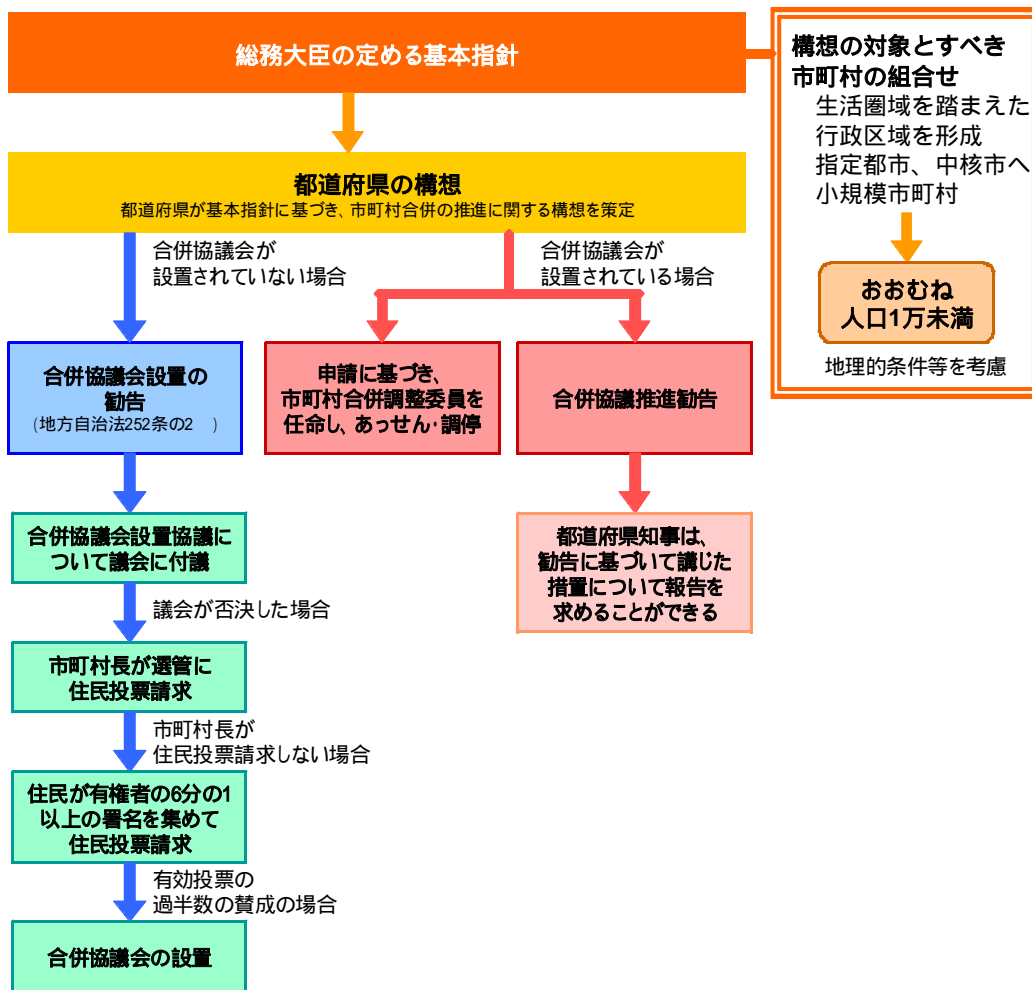 総務大臣の定める基本指針
構想の対象とすべき
市町村の組合せ
生活圏域を踏まえた
行政区域を形成
指定都市、中核市へ
小規模市町村
おおむね
人口1万未満
地理的条件等を考慮
都道府県の構想
都道府県が基本指針に基づき、市町村合併の推進に関する構想を策定
合併協議会が
設置されていない場合
合併協議会が
設置されている場合
合併協議会設置の
勧告
(地方自治法252条の2 )
申請に基づき、
市町村合併調整委員を
任命し、あっせん・調停
合併協議推進勧告
合併協議会設置協議に
ついて議会に付議
都道府県知事は、
勧告に基づいて講じた
措置について報告を
求めることができる
議会が否決した場合
市町村長が選管に
住民投票請求
市町村長が
住民投票請求しない場合
住民が有権者の6分の1
以上の署名を集めて
住民投票請求
有効投票の
過半数の賛成の場合
合併協議会の設置